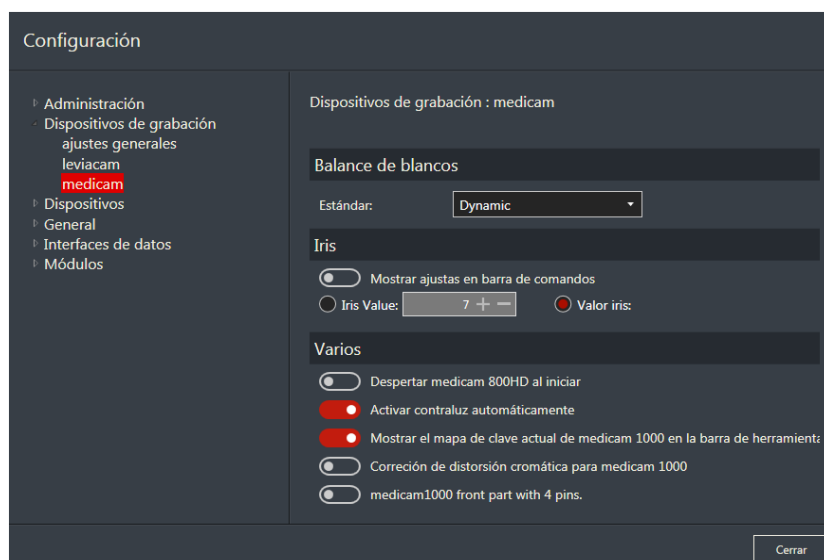 Configuración
Administración
Dispositivos de grabación
ajustes generales
leviacam
medicam
Dispositivos
General
Interfaces de datos
Módulos
Dispositivos de grabación : medicam
Balance de blancos
Estándar: Dynamic
Iris
Mostrar ajustas en barra de comandos
Iris Value: 7 + − Valor iris:
Varios
Despertar medicam 800HD al iniciar
Activar contraluz automáticamente
Mostrar el mapa de clave actual de medicam 1000 en la barra de herramienta
Correción de distorsión cromática para medicam 1000
medicam1000 front part with 4 pins.
Cerrar